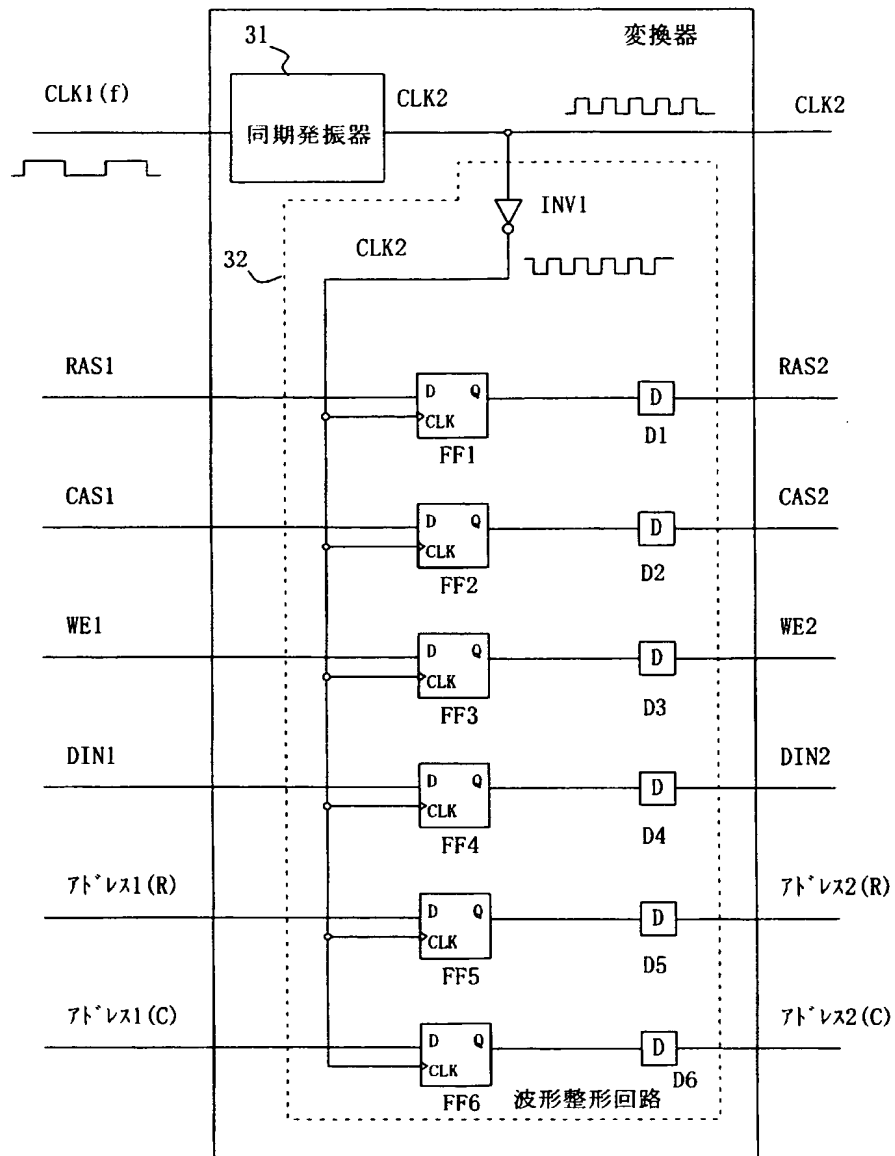 31
変換器
CLK1(f)
CLK2
CLK2
同期発振器
INV1
CLK2
32
RAS1
D Q
CLK
FF1
D
D1
RAS2
CAS1
D Q
CLK
FF2
D
D2
CAS2
WE1
D Q
CLK
FF3
D
D3
WE2
DIN1
D Q
CLK
FF4
D
D4
DIN2
アドレス1(R)
D Q
CLK
FF5
D
D5
アドレス2(R)
アドレス1(C)
D Q
CLK
FF6
D
D6
アドレス2(C)
波形整形回路